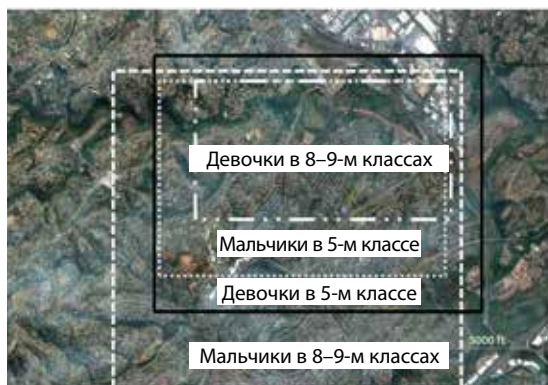 Девочки в 8–9-м классах
Мальчики в 5-м классе
Девочки в 5-м классе
5000 ft
Мальчики в 8–9-м классах